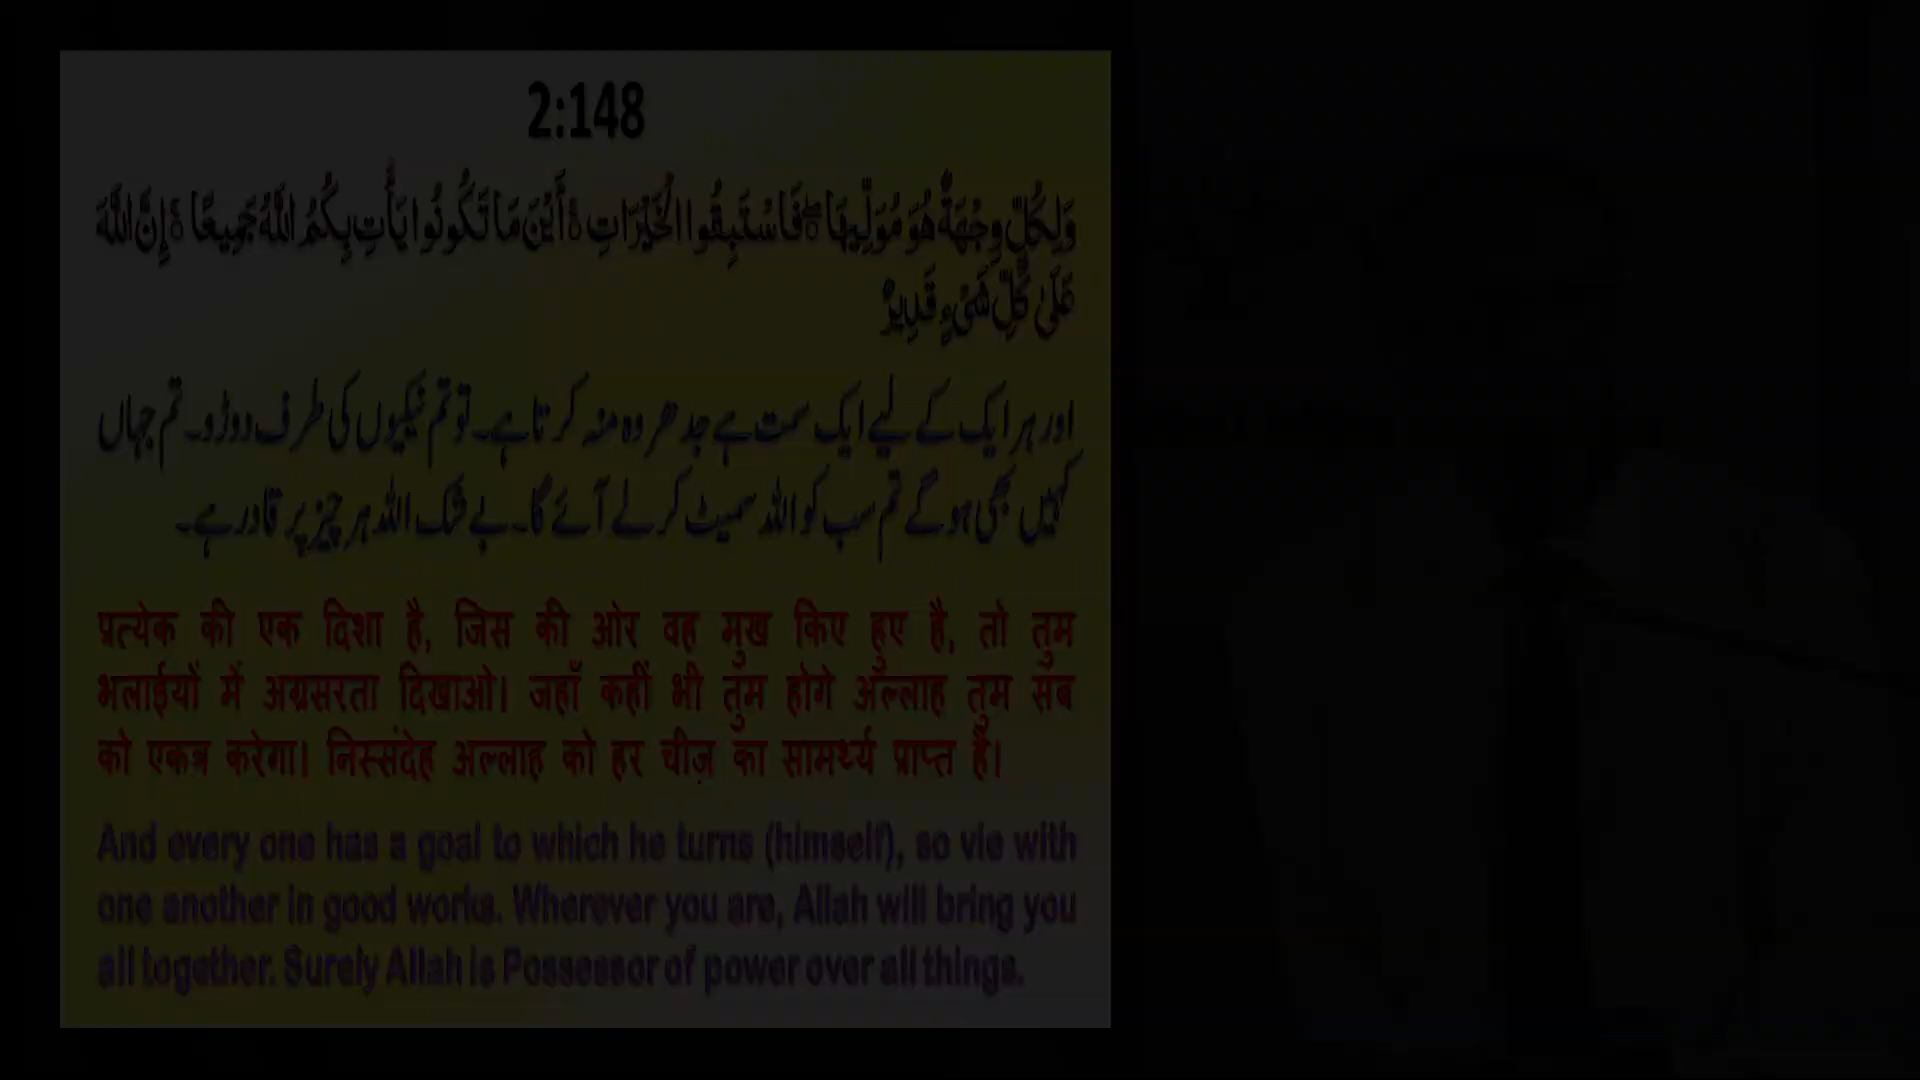 2:148
وَلِكُلٍّ وِجْهَةٌ هُوَ مُوَلِّيهَا ۖ فَاسْتَبِقُوا الْخَيْرَاتِ ۚ أَيْنَ مَا تَكُونُوا يَأْتِ بِكُمُ اللَّهُ جَمِيعًا ۚ إِنَّ اللَّهَ
عَلَىٰ كُلِّ شَيْءٍ قَدِيرٌ
اور ہر ایک کے لیے ایک سمت ہے جدھر وہ منہ کرتا ہے۔ تو تم نیکیوں کی طرف دوڑو۔ تم جہاں
کہیں بھی ہوگے تم سب کو اللہ سمیٹ کر لے آئے گا۔ بے شک اللہ ہر چیز پر قادر ہے۔
प्रत्येक की एक दिशा है, जिस की ओर वह मुख किए हुए है, तो तुम
भलाईयों में अग्रसरता दिखाओ। जहाँ कहीं भी तुम होगे अल्लाह तुम सब
को एकत्र करेगा। निस्संदेह अल्लाह को हर चीज़ का सामर्थ्य प्राप्त है।
And every one has a goal to which he turns (himself), so vie with
one another in good works. Wherever you are, Allah will bring you
all together. Surely Allah is Possessor of power over all things.